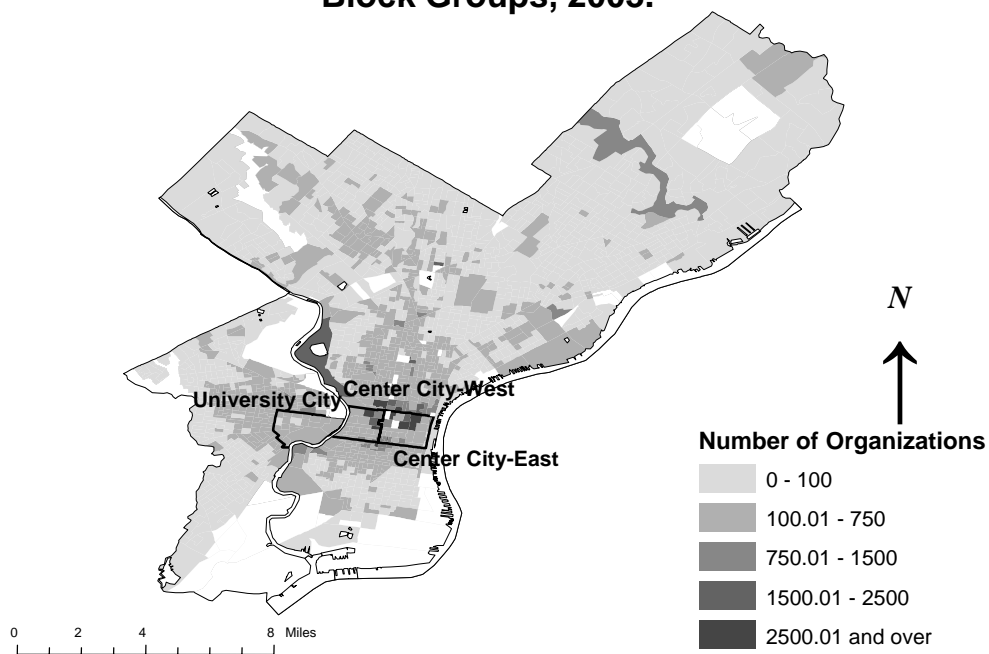 Block Groups, 2005.
N
Center City-West
University City
Center City-East
Number of Organizations
0 - 100
100.01 - 750
750.01 - 1500
1500.01 - 2500
2500.01 and over
0 2 4 8 Miles